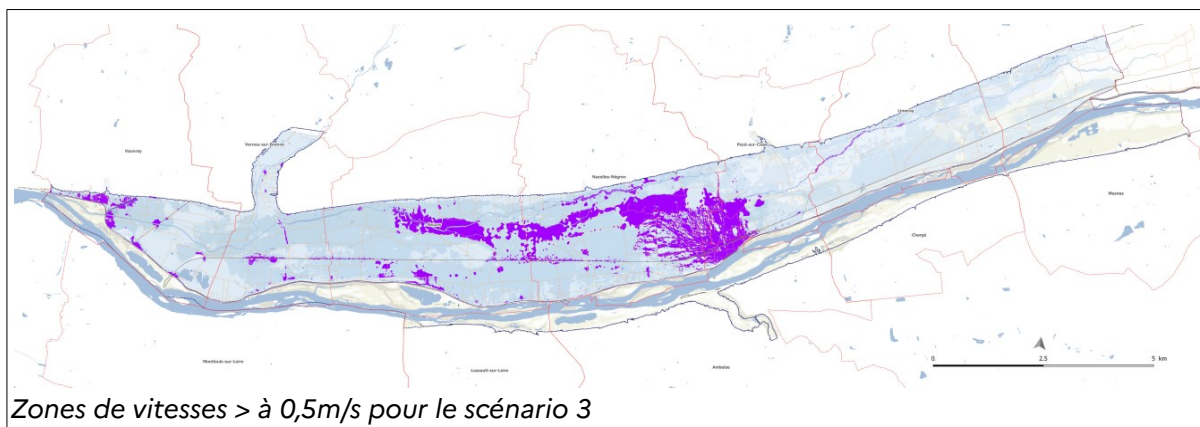 Limeray
Vouvray
Vernou-sur-Brenne
Pocé-sur-Cisse
Nazelles-Négron
Mosnes
Chargé
Montlouis-sur-Loire
Lussault-sur-Loire
Amboise
0 2.5 5 km
Zones de vitesses > à 0,5m/s pour le scénario 3